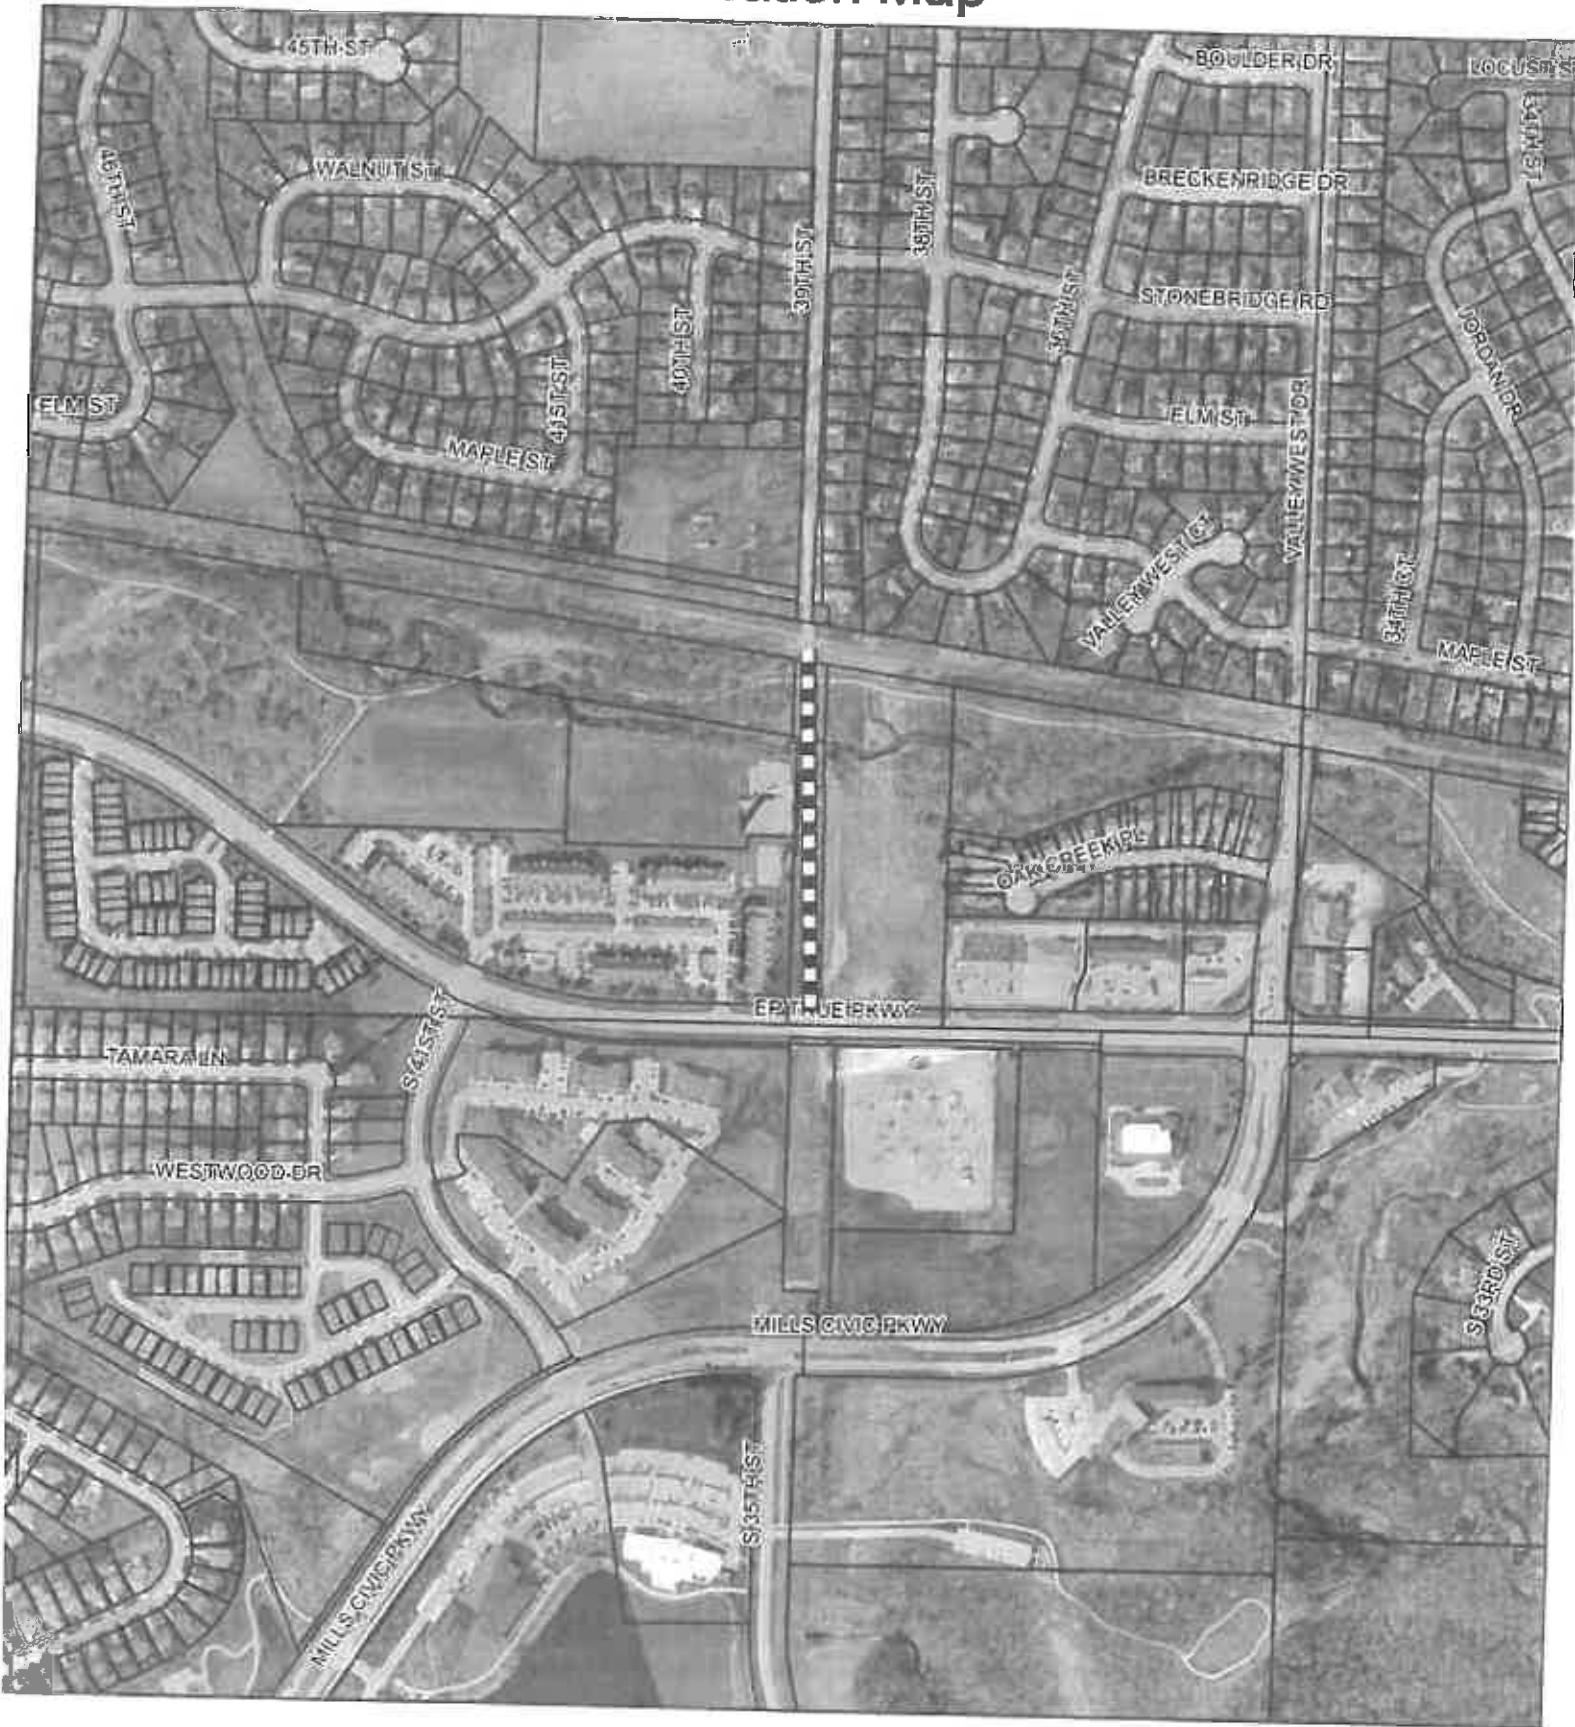 Map
45TH ST
BOULDER DR
LOCUST S
34TH ST
46TH ST
WALNUT ST
BRECKENRIDGE DR
38TH ST
39TH ST
STONEBRIDGE RD
36TH ST
JORDAN DR
40TH ST
41ST ST
ELM ST
ELM ST
VALLEY WEST DR
MAPLE ST
VALLEY WEST CT
34TH CT
MAPLE ST
OAK CREEK PL
EP TRUE PKWY
S 41ST ST
TAMARA LN
WESTWOOD DR
S 33RD ST
MILLS CIVIC PKWY
S 35TH ST
MILLS CIVIC PKWY